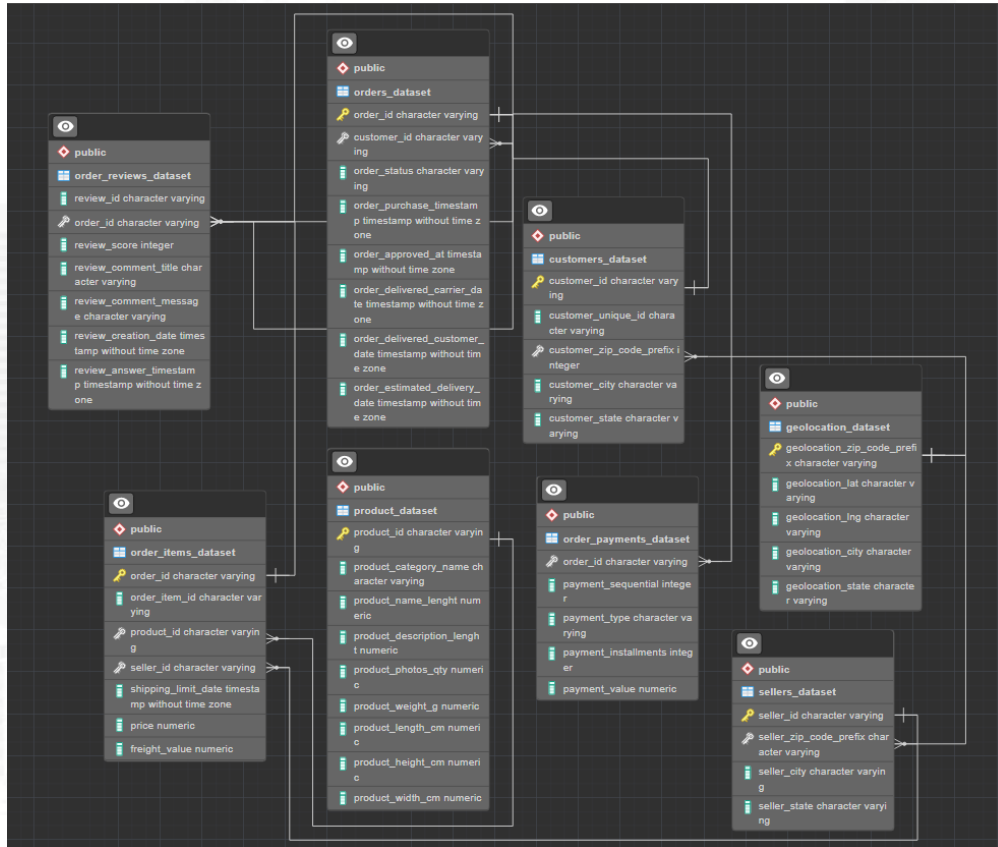 public
orders_dataset
order_id character varying
customer_id character vary
ing
order_status character vary
ing
order_purchase_timestam
p timestamp without time z
one
order_approved_at timesta
mp without time zone
order_delivered_carrier_da
te timestamp without time z
one
order_delivered_customer_
date timestamp without tim
e zone
order_estimated_delivery_
date timestamp without tim
e zone
public
order_reviews_dataset
review_id character varying
order_id character varying
review_score integer
review_comment_title char
acter varying
review_comment_messag
e character varying
review_creation_date times
tamp without time zone
review_answer_timestam
p timestamp without time z
one
public
customers_dataset
customer_id character vary
ing
customer_unique_id chara
cter varying
customer_zip_code_prefix i
nteger
customer_city character va
rying
customer_state character v
arying
public
geolocation_dataset
geolocation_zip_code_prefi
x character varying
geolocation_lat character v
arying
geolocation_lng character
varying
geolocation_city character
varying
geolocation_state characte
r varying
public
order_items_dataset
order_id character varying
order_item_id character var
ying
product_id character varyin
g
seller_id character varying
shipping_limit_date timesta
mp without time zone
price numeric
freight_value numeric
public
product_dataset
product_id character varyin
g
product_category_name ch
aracter varying
product_name_lenght num
eric
product_description_lengh
t numeric
product_photos_qty numeri
c
product_weight_g numeric
product_length_cm numeri
c
product_height_cm numeri
c
product_width_cm numeric
public
order_payments_dataset
order_id character varying
payment_sequential intege
r
payment_type character va
rying
payment_installments integ
er
payment_value numeric
public
sellers_dataset
seller_id character varying
seller_zip_code_prefix char
acter varying
seller_city character varyin
g
seller_state character varyi
ng